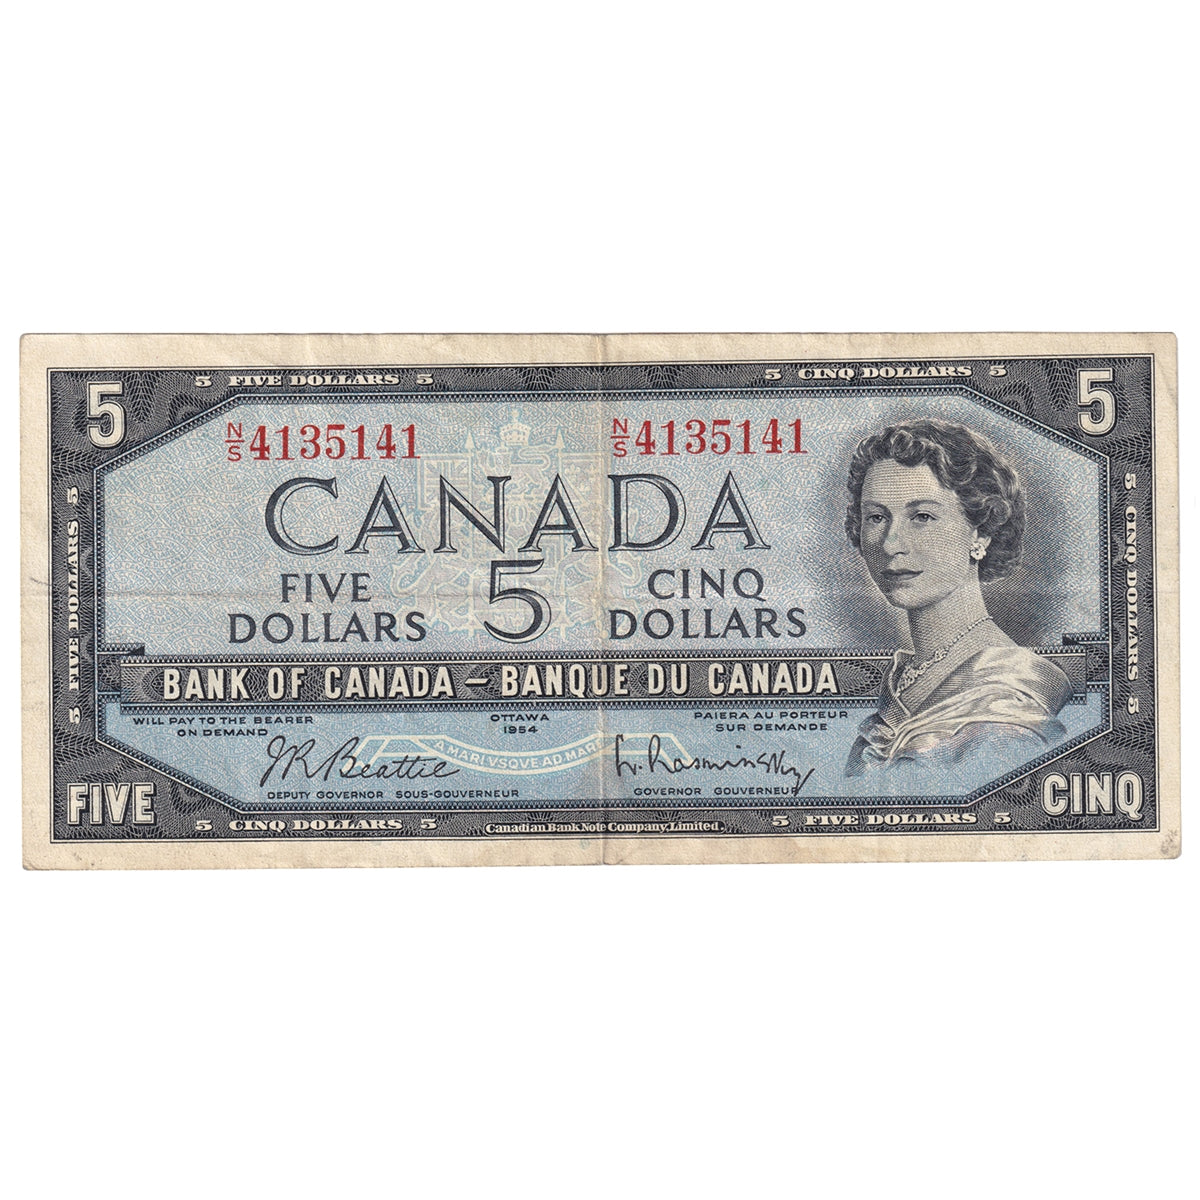 5 FIVE DOLLARS 5
5 CINQ DOLLARS 5
5
5
N/S 4135141
N/S 4135141
CANADA
FIVE DOLLARS
5
CINQ DOLLARS
5 FIVE DOLLARS 5
5 CINQ DOLLARS 5
BANK OF CANADA – BANQUE DU CANADA
WILL PAY TO THE BEARER
ON DEMAND
OTTAWA
1954
PAIERA AU PORTEUR
SUR DEMANDE
A MARI VSQVE AD MARE
J R Beattie
L. Rasminsky
DEPUTY GOVERNOR SOUS-GOUVERNEUR
GOVERNOR GOUVERNEUR
FIVE
CINQ
5 CINQ DOLLARS 5
Canadian Bank Note Company, Limited.
5 FIVE DOLLARS 5